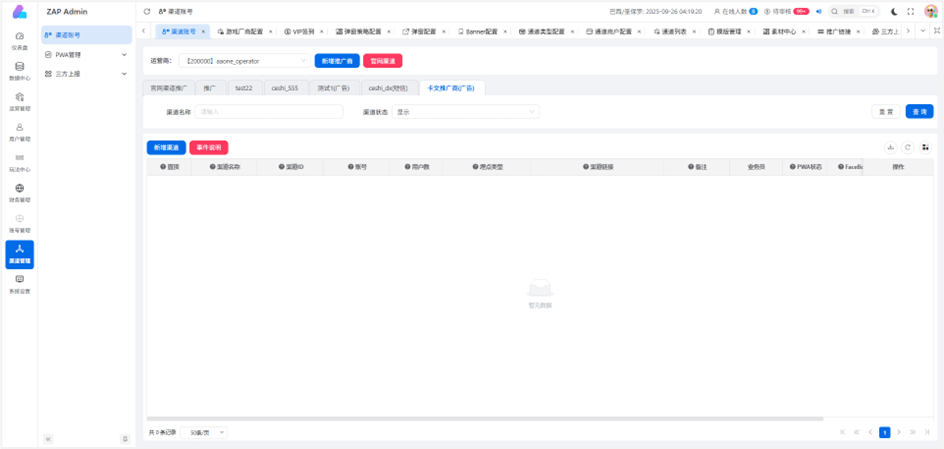 ZAP Admin
渠道账号
巴西/圣保罗: 2025-09-26 04:19:20
在线人数 0
待审核 99+
搜索 Ctrl K
渠道账号 × 游戏厂商配置 × VIP签到 × 弹窗策略配置 × 弹窗配置 × Banner配置 × 通道类型配置 × 通道商户配置 × 通道列表 × 模版管理 × 素材中心 × 推广链接 × 三方上
仪表盘
数据中心
运营管理
用户管理
玩法中心
财务管理
账号管理
渠道管理
系统设置
渠道账号
PWA管理
三方上报
运营商: 【200000】aaone_operator 新增推广商 官网渠道
官网渠道推广 推广 test22 ceshi_555 测试1(广告) ceshi_dx(短信) 卡文推广商(广告)
渠道名称 请输入 渠道状态 显示 重置 查询
新增渠道 事件说明
置顶 渠道名称 渠道ID 账号 用户数 埋点类型 渠道链接 备注 业务员 PWA状态 操作
暂无数据
共 0 条记录 50条/页 1